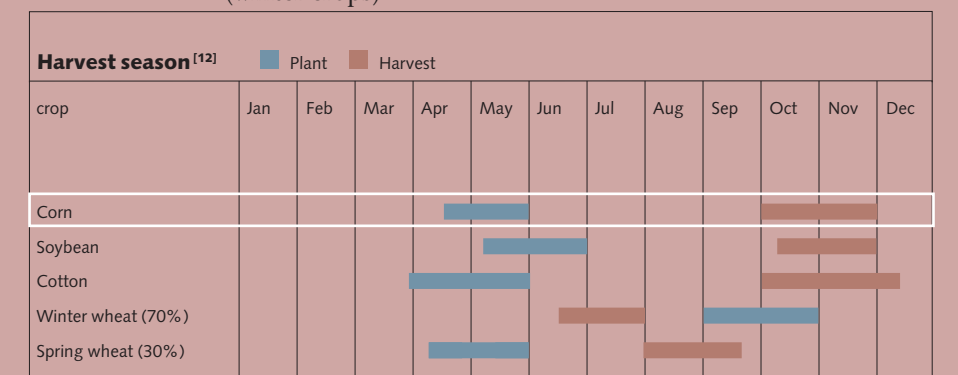 Harvest season [12] Plant Harvest
crop Jan Feb Mar Apr May Jun Jul Aug Sep Oct Nov Dec
Corn
Soybean
Cotton
Winter wheat (70%)
Spring wheat (30%)